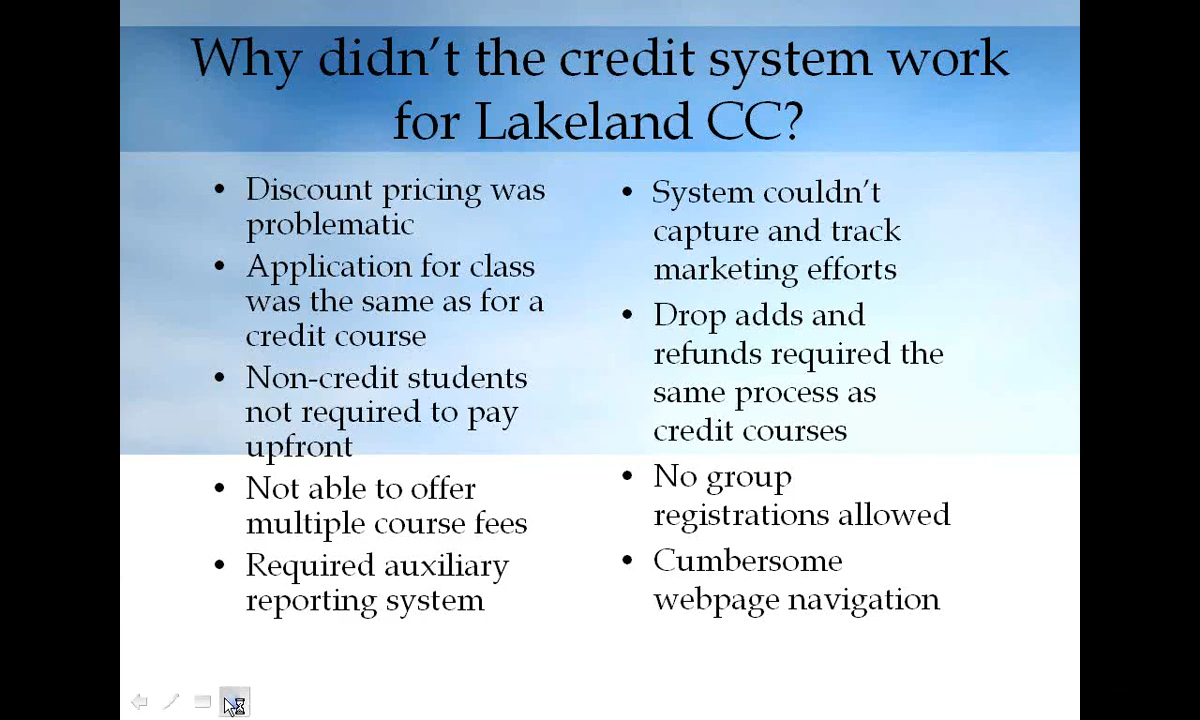 Why didn’t the credit system work
for Lakeland CC?
• Discount pricing was
problematic
• Application for class
was the same as for a
credit course
• Non-credit students
not required to pay
upfront
• Not able to offer
multiple course fees
• Required auxiliary
reporting system
• System couldn’t
capture and track
marketing efforts
• Drop adds and
refunds required the
same process as
credit courses
• No group
registrations allowed
• Cumbersome
webpage navigation